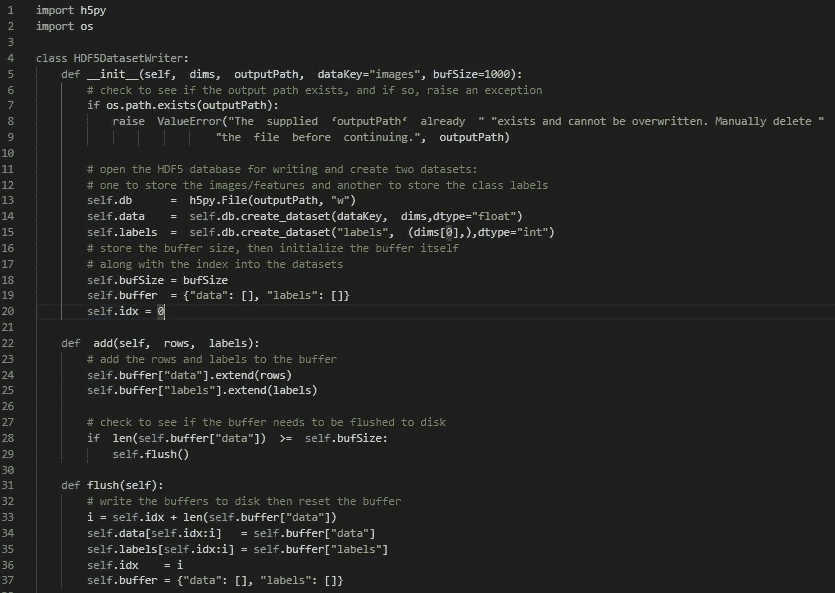 1 import h5py
2 import os
3
4 class HDF5DatasetWriter:
5 def __init__(self, dims, outputPath, dataKey="images", bufSize=1000):
6 # check to see if the output path exists, and if so, raise an exception
7 if os.path.exists(outputPath):
8 raise ValueError("The supplied ‘outputPath‘ already " "exists and cannot be overwritten. Manually delete "
9 "the file before continuing.", outputPath)
10
11 # open the HDF5 database for writing and create two datasets:
12 # one to store the images/features and another to store the class labels
13 self.db = h5py.File(outputPath, "w")
14 self.data = self.db.create_dataset(dataKey, dims,dtype="float")
15 self.labels = self.db.create_dataset("labels", (dims[0],),dtype="int")
16 # store the buffer size, then initialize the buffer itself
17 # along with the index into the datasets
18 self.bufSize = bufSize
19 self.buffer = {"data": [], "labels": []}
20 self.idx = 0
21
22 def add(self, rows, labels):
23 # add the rows and labels to the buffer
24 self.buffer["data"].extend(rows)
25 self.buffer["labels"].extend(labels)
26
27 # check to see if the buffer needs to be flushed to disk
28 if len(self.buffer["data"]) >= self.bufSize:
29 self.flush()
30
31 def flush(self):
32 # write the buffers to disk then reset the buffer
33 i = self.idx + len(self.buffer["data"])
34 self.data[self.idx:i] = self.buffer["data"]
35 self.labels[self.idx:i] = self.buffer["labels"]
36 self.idx = i
37 self.buffer = {"data": [], "labels": []}